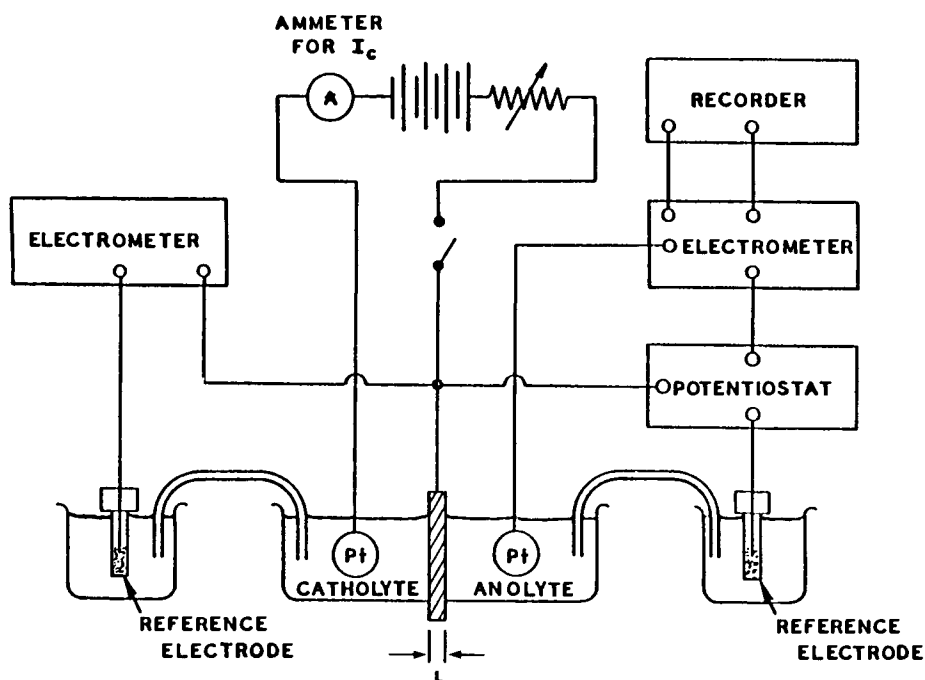 AMMETER
FOR Ic
A
RECORDER
ELECTROMETER
ELECTROMETER
POTENTIOSTAT
Pt
Pt
CATHOLYTE
ANOLYTE
REFERENCE
ELECTRODE
REFERENCE
ELECTRODE
L